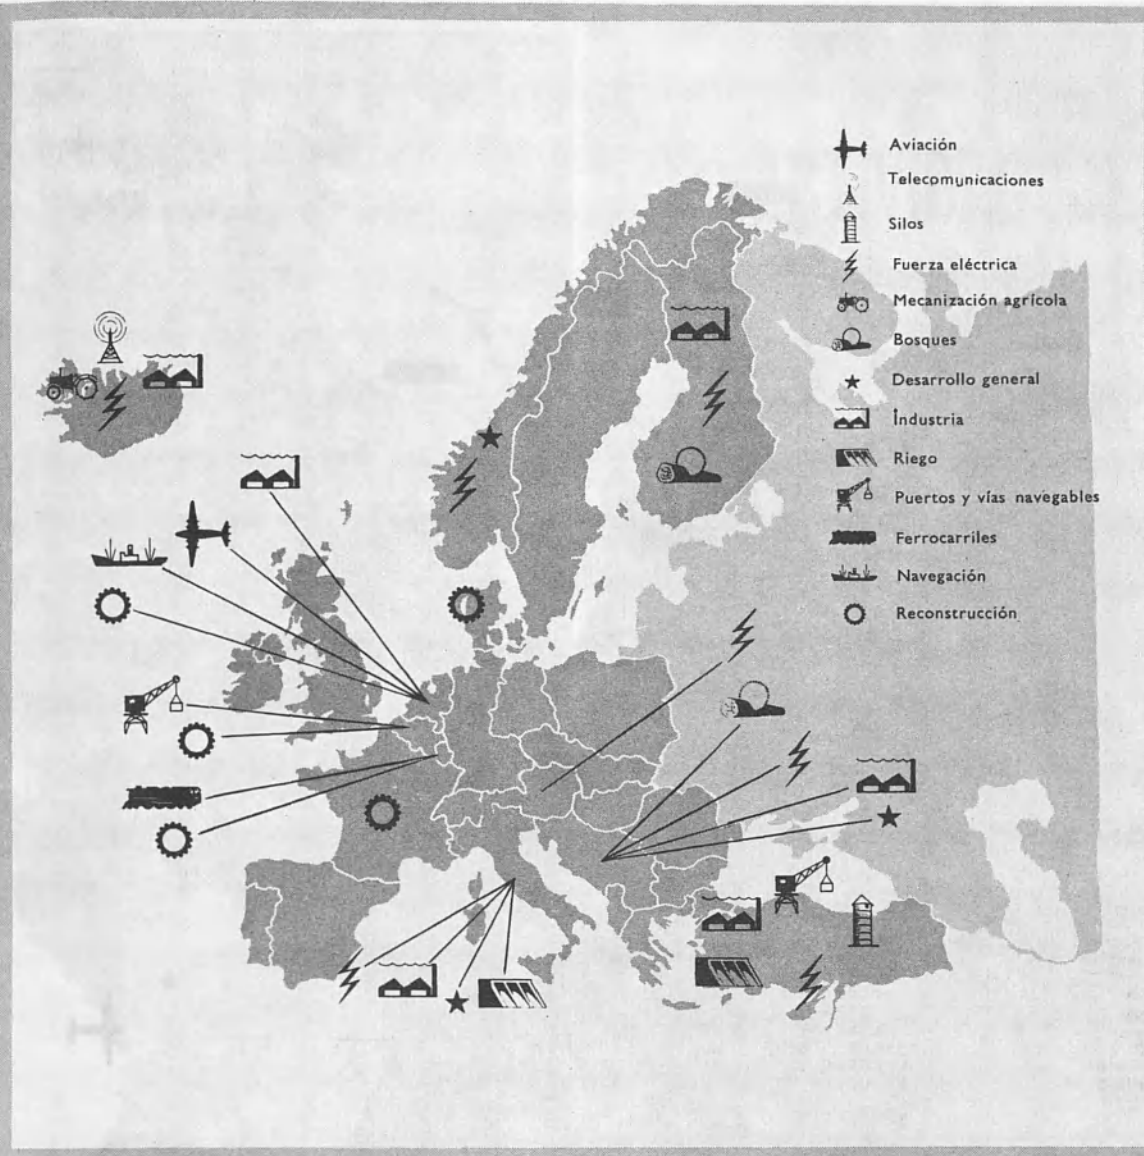 Aviación
Telecomunicaciones
Silos
Fuerza eléctrica
Mecanización agrícola
Bosques
Desarrollo general
Industria
Riego
Puertos y vías navegables
Ferrocarriles
Navegación
Reconstrucción